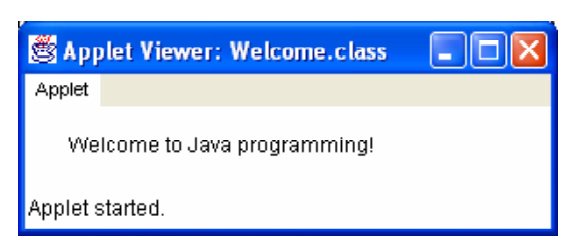 Applet Viewer: Welcome.class
Applet
Welcome to Java programming!
Applet started.